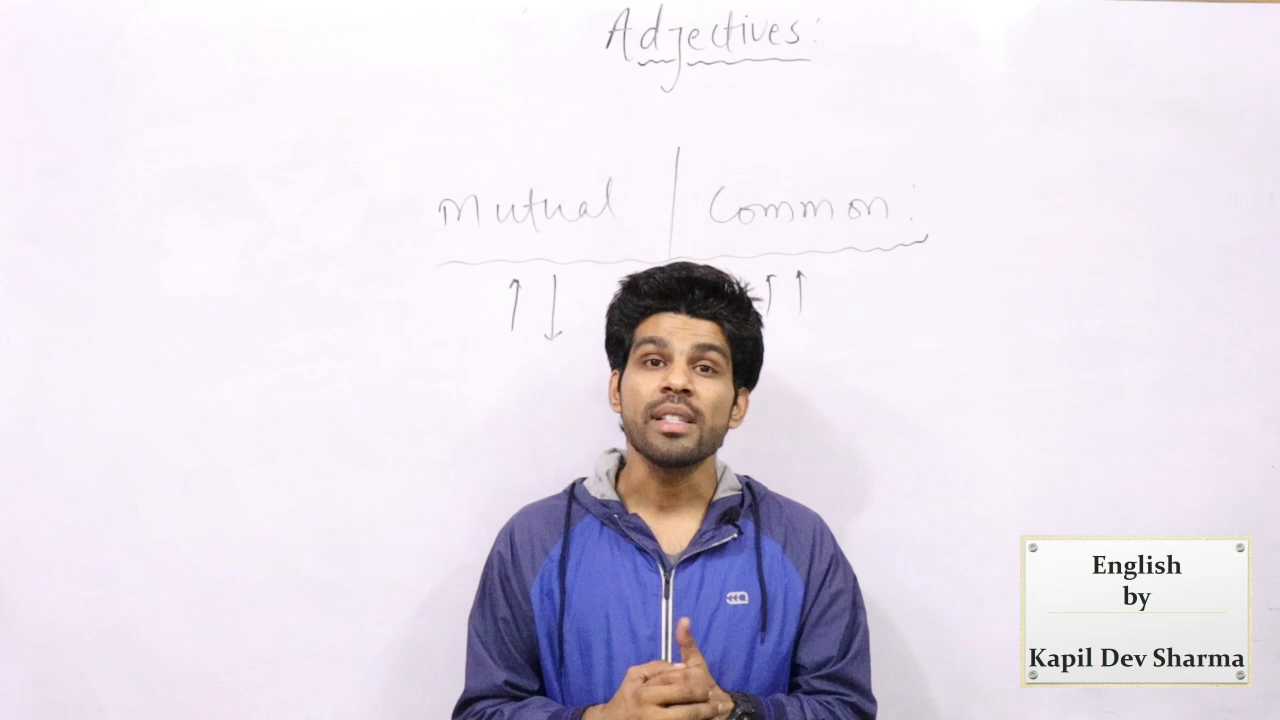 Adjectives:
Mutual | Common:
English
by
Kapil Dev Sharma